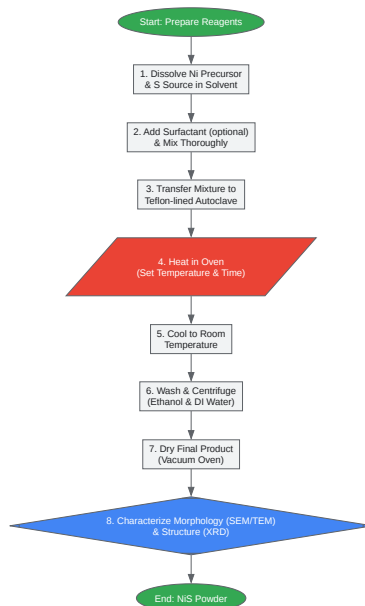 Start: Prepare Reagents
1. Dissolve Ni Precursor
& S Source in Solvent
2. Add Surfactant (optional)
& Mix Thoroughly
3. Transfer Mixture to
Teflon-lined Autoclave
4. Heat in Oven
(Set Temperature & Time)
5. Cool to Room
Temperature
6. Wash & Centrifuge
(Ethanol & DI Water)
7. Dry Final Product
(Vacuum Oven)
8. Characterize Morphology (SEM/TEM)
& Structure (XRD)
End: NiS Powder